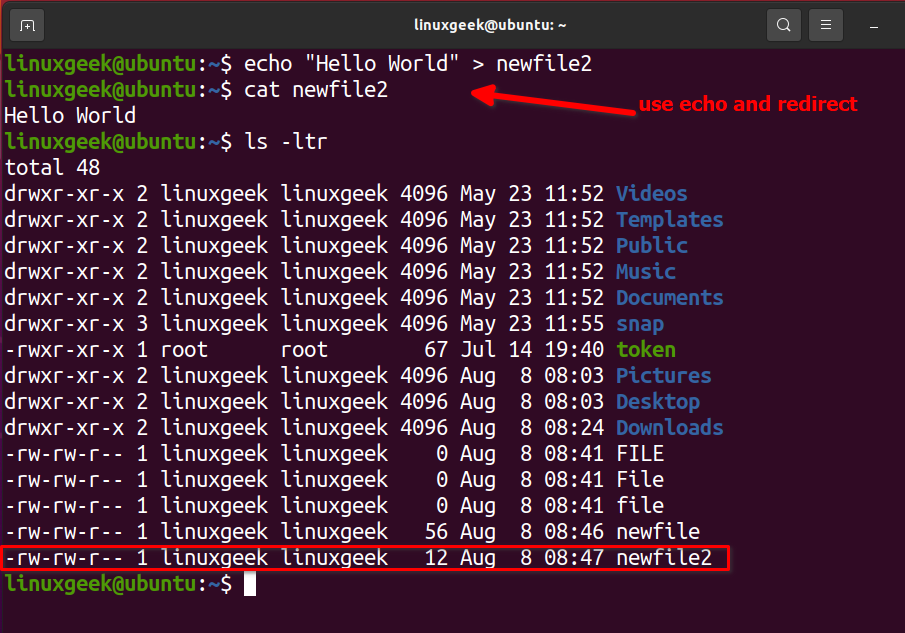 linuxgeek@ubuntu: ~
linuxgeek@ubuntu:~$ echo "Hello World" > newfile2
linuxgeek@ubuntu:~$ cat newfile2
use echo and redirect
Hello World
linuxgeek@ubuntu:~$ ls -ltr
total 48
drwxr-xr-x 2 linuxgeek linuxgeek 4096 May 23 11:52 Videos
drwxr-xr-x 2 linuxgeek linuxgeek 4096 May 23 11:52 Templates
drwxr-xr-x 2 linuxgeek linuxgeek 4096 May 23 11:52 Public
drwxr-xr-x 2 linuxgeek linuxgeek 4096 May 23 11:52 Music
drwxr-xr-x 2 linuxgeek linuxgeek 4096 May 23 11:52 Documents
drwxr-xr-x 3 linuxgeek linuxgeek 4096 May 23 11:55 snap
-rwxr-xr-x 1 root      root        67 Jul 14 19:40 token
drwxr-xr-x 2 linuxgeek linuxgeek 4096 Aug  8 08:03 Pictures
drwxr-xr-x 2 linuxgeek linuxgeek 4096 Aug  8 08:03 Desktop
drwxr-xr-x 2 linuxgeek linuxgeek 4096 Aug  8 08:24 Downloads
-rw-rw-r-- 1 linuxgeek linuxgeek    0 Aug  8 08:41 FILE
-rw-rw-r-- 1 linuxgeek linuxgeek    0 Aug  8 08:41 File
-rw-rw-r-- 1 linuxgeek linuxgeek    0 Aug  8 08:41 file
-rw-rw-r-- 1 linuxgeek linuxgeek   56 Aug  8 08:46 newfile
-rw-rw-r-- 1 linuxgeek linuxgeek   12 Aug  8 08:47 newfile2
linuxgeek@ubuntu:~$